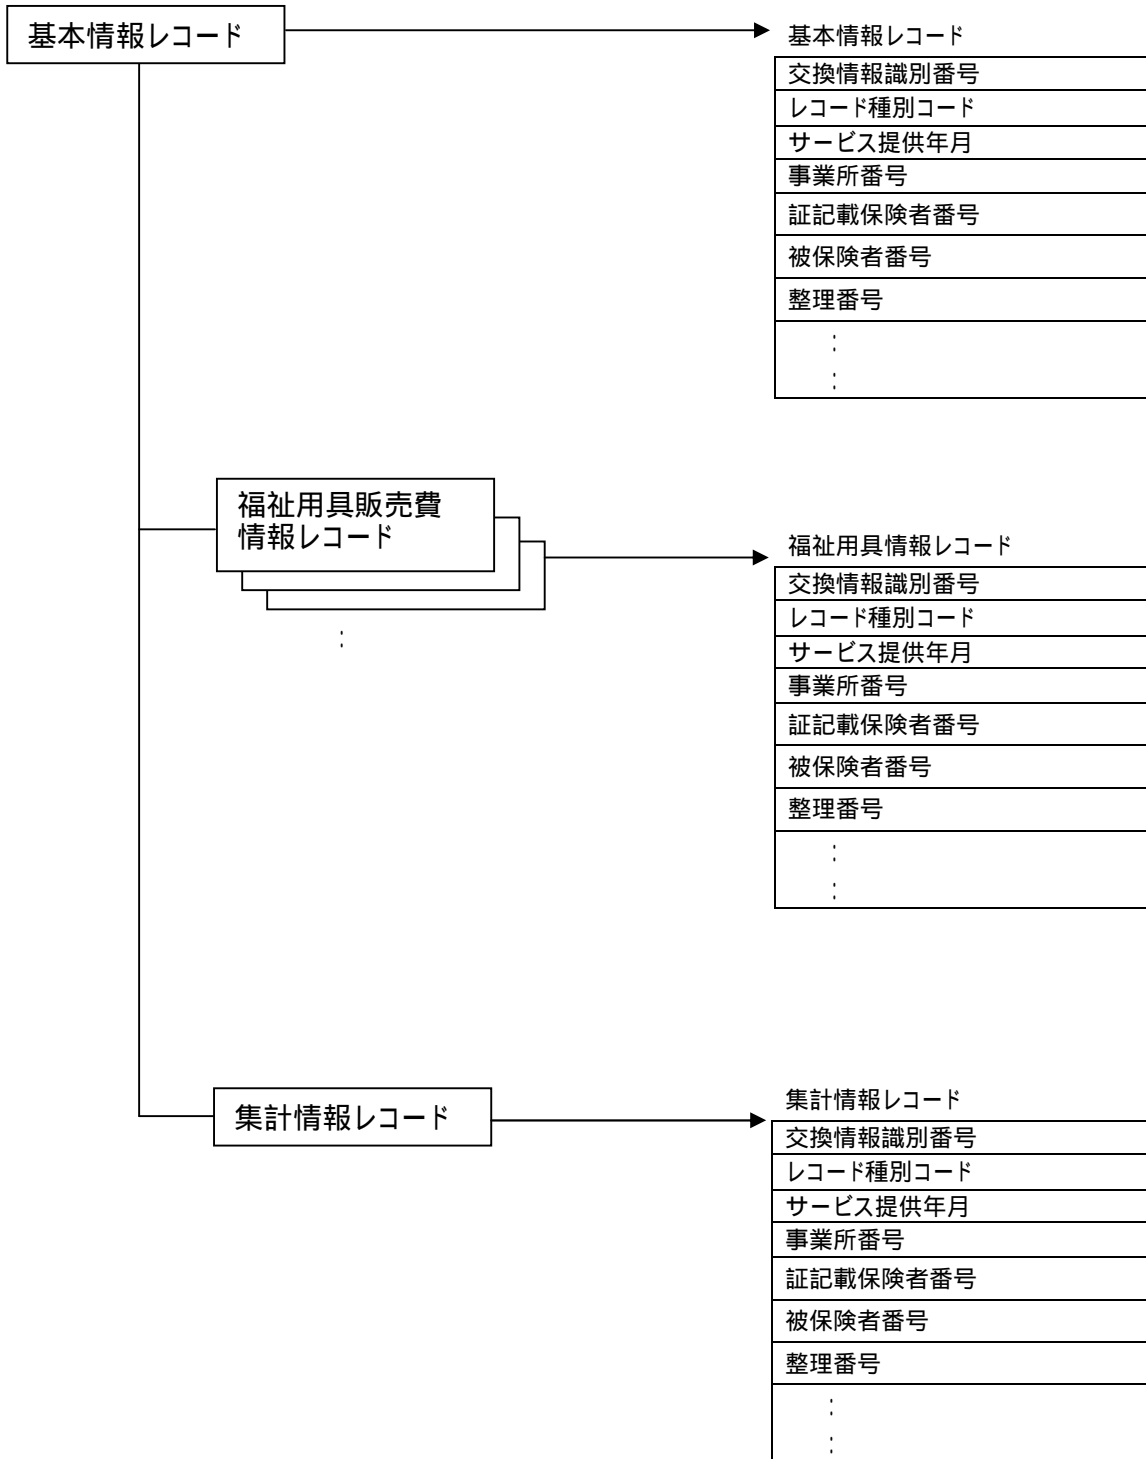 基本情報レコード
基本情報レコード
交換情報識別番号
レコード種別コード
サービス提供年月
事業所番号
証記載保険者番号
被保険者番号
整理番号
:
:
福祉用具販売費
情報レコード
:
福祉用具情報レコード
交換情報識別番号
レコード種別コード
サービス提供年月
事業所番号
証記載保険者番号
被保険者番号
整理番号
:
:
集計情報レコード
集計情報レコード
交換情報識別番号
レコード種別コード
サービス提供年月
事業所番号
証記載保険者番号
被保険者番号
整理番号
:
: